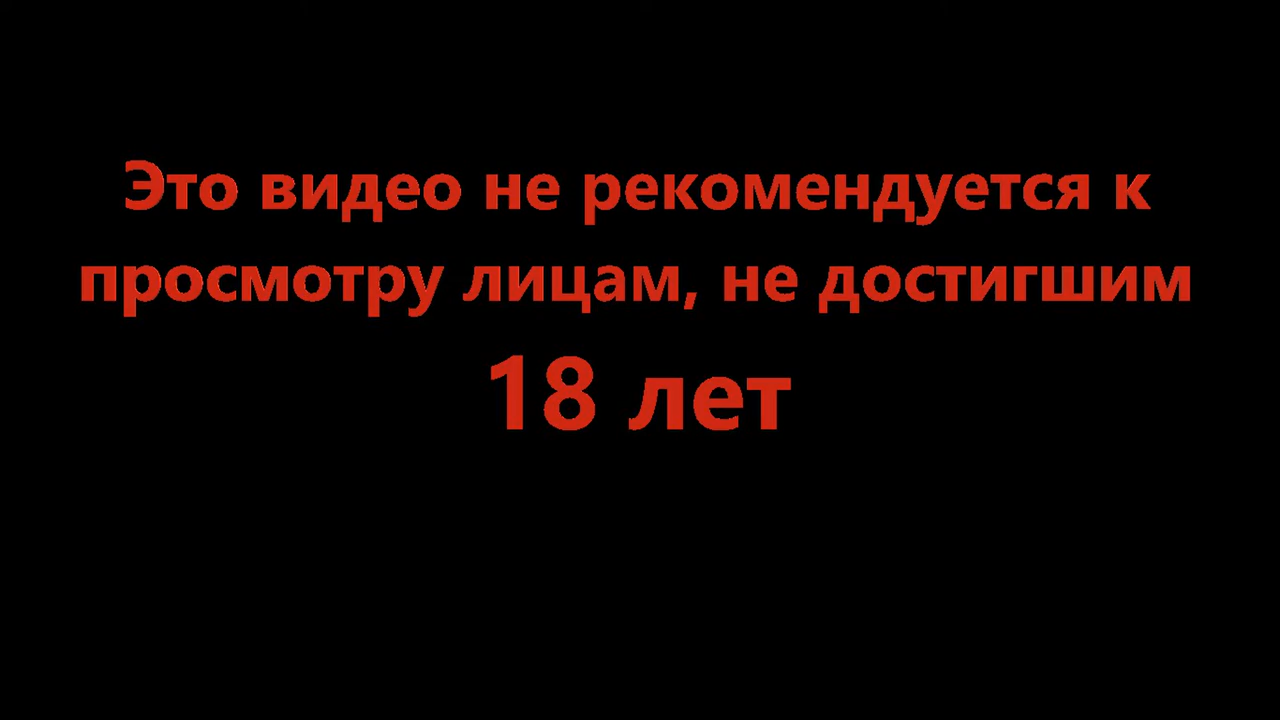 Это видео не рекомендуется к
просмотру лицам, не достигшим
18 лет